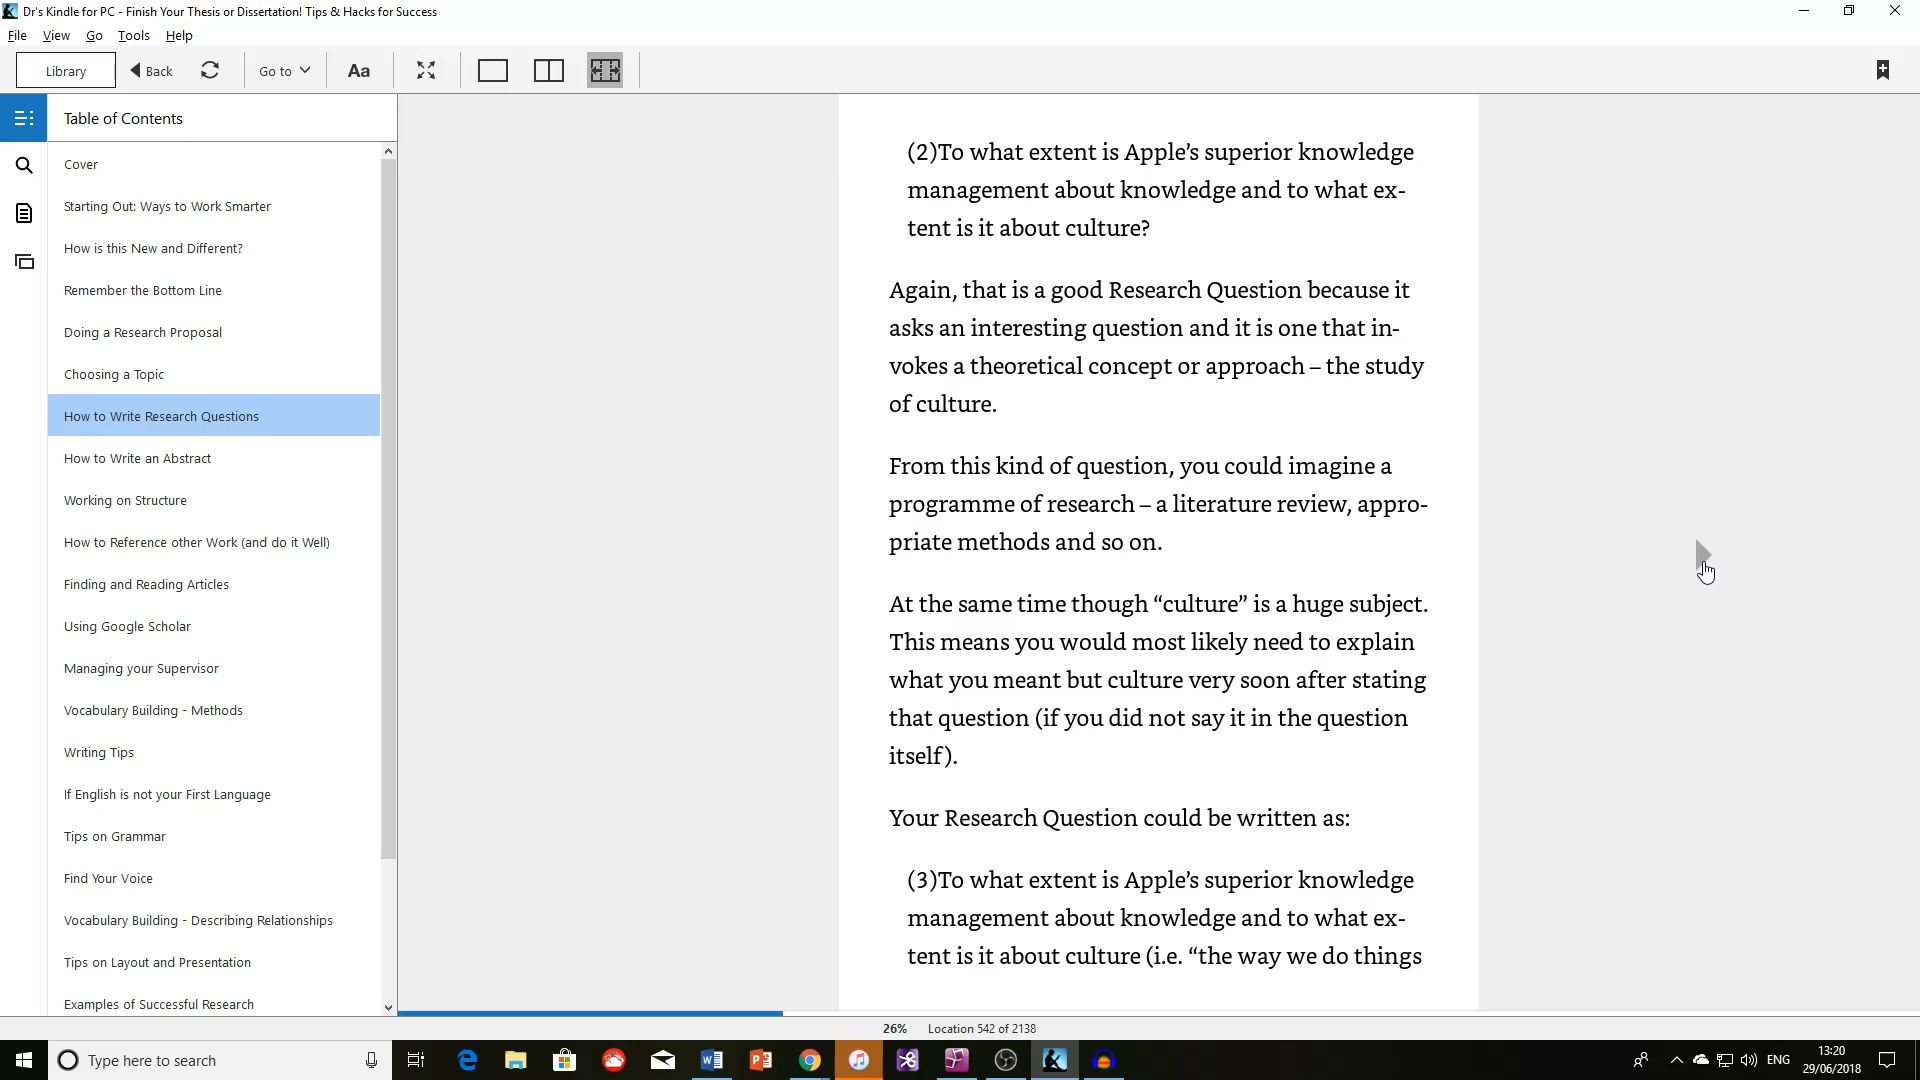 Dr's Kindle for PC - Finish Your Thesis or Dissertation! Tips & Hacks for Success
File View Go Tools Help
Library Back Go to Aa
Table of Contents
Cover
Starting Out: Ways to Work Smarter
How is this New and Different?
Remember the Bottom Line
Doing a Research Proposal
Choosing a Topic
How to Write Research Questions
How to Write an Abstract
Working on Structure
How to Reference other Work (and do it Well)
Finding and Reading Articles
Using Google Scholar
Managing your Supervisor
Vocabulary Building - Methods
Writing Tips
If English is not your First Language
Tips on Grammar
Find Your Voice
Vocabulary Building - Describing Relationships
Tips on Layout and Presentation
Examples of Successful Research
(2)To what extent is Apple’s superior knowledge
management about knowledge and to what ex-
tent is it about culture?
Again, that is a good Research Question because it
asks an interesting question and it is one that in-
vokes a theoretical concept or approach – the study
of culture.
From this kind of question, you could imagine a
programme of research – a literature review, appro-
priate methods and so on.
At the same time though “culture” is a huge subject.
This means you would most likely need to explain
what you meant but culture very soon after stating
that question (if you did not say it in the question
itself).
Your Research Question could be written as:
(3)To what extent is Apple’s superior knowledge
management about knowledge and to what ex-
tent is it about culture (i.e. “the way we do things
26% Location 542 of 2138
Type here to search
ENG
13:20
29/06/2018